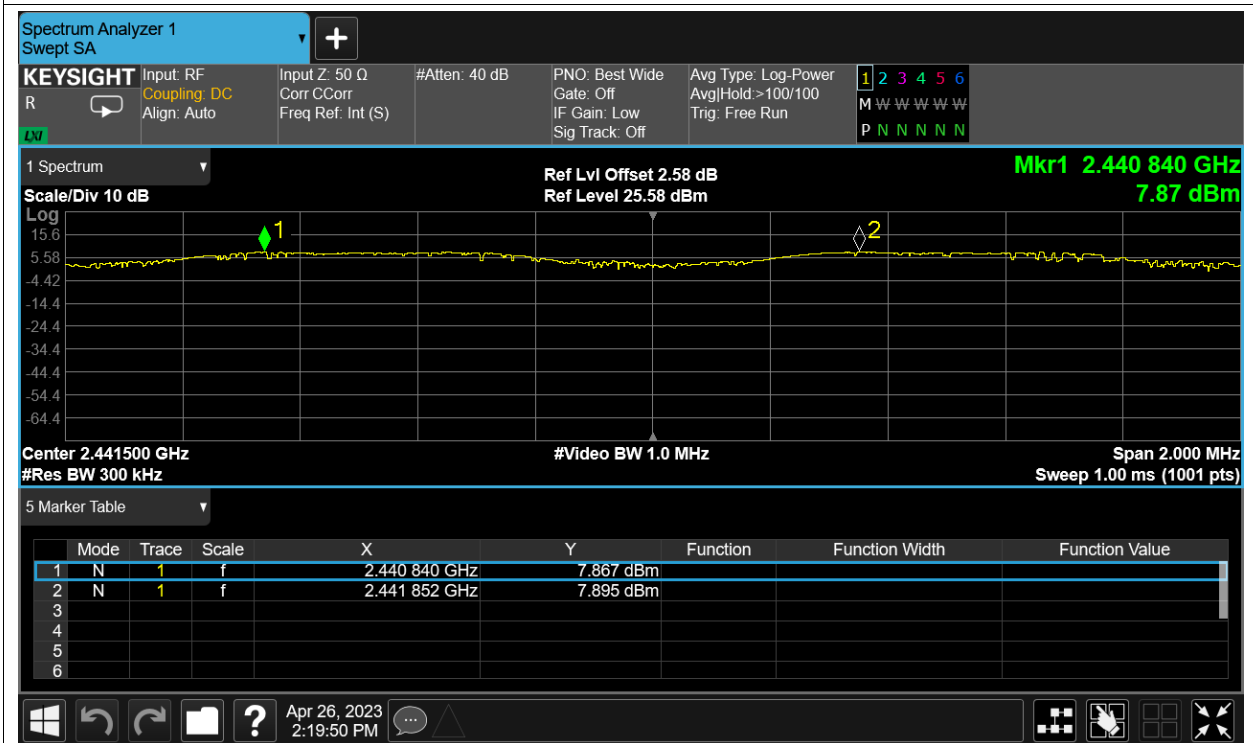 Spectrum Analyzer 1
Swept SA
KEYSIGHT
R
LXI
Input: RF
Coupling: DC
Align: Auto
Input Z: 50 Ω
Corr CCorr
Freq Ref: Int (S)
#Atten: 40 dB
PNO: Best Wide
Gate: Off
IF Gain: Low
Sig Track: Off
Avg Type: Log-Power
Avg|Hold:>100/100
Trig: Free Run
1 2 3 4 5 6
M W W W W W
P N N N N N
1 Spectrum
Scale/Div 10 dB
Ref Lvl Offset 2.58 dB
Ref Level 25.58 dBm
Mkr1 2.440 840 GHz
7.87 dBm
Log
15.6
5.58
-4.42
-14.4
-24.4
-34.4
-44.4
-54.4
-64.4
1
2
Center 2.441500 GHz
#Video BW 1.0 MHz
Span 2.000 MHz
#Res BW 300 kHz
Sweep 1.00 ms (1001 pts)
5 Marker Table
Mode Trace Scale X Y Function Function Width Function Value
1 N 1 f 2.440 840 GHz 7.867 dBm
2 N 1 f 2.441 852 GHz 7.895 dBm
3
4
5
6
?
Apr 26, 2023
2:19:50 PM